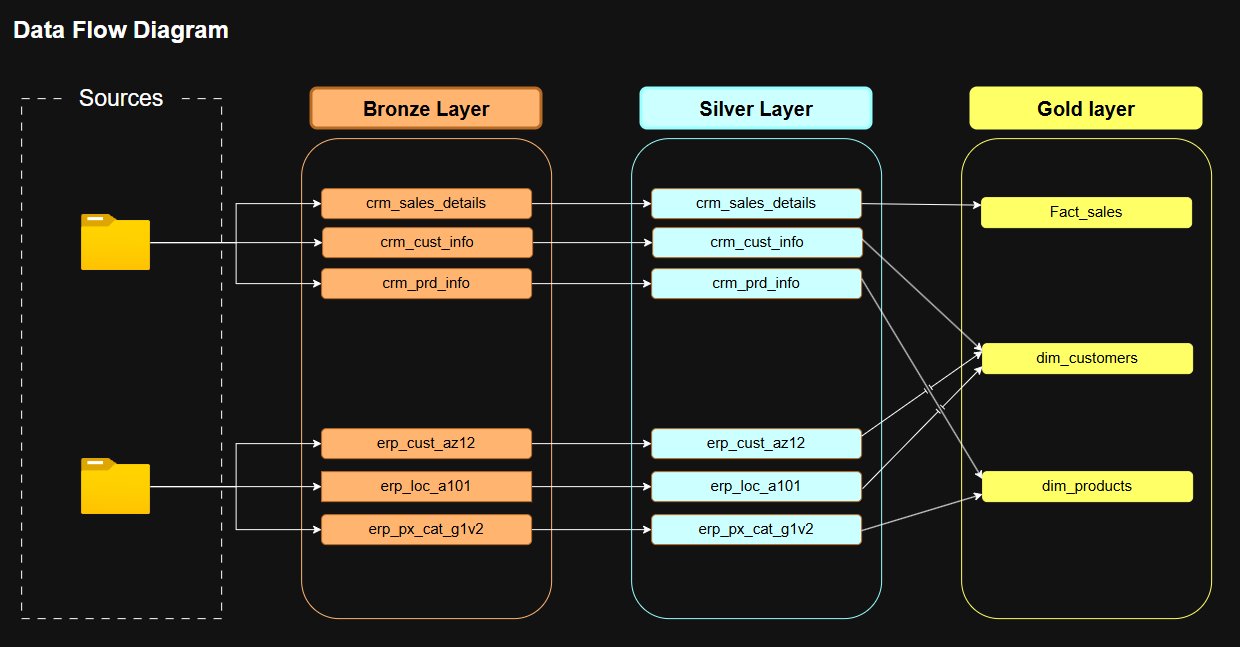 Data Flow Diagram
Sources
Bronze Layer
Silver Layer
Gold layer
crm_sales_details
crm_sales_details
Fact_sales
crm_cust_info
crm_cust_info
crm_prd_info
crm_prd_info
dim_customers
erp_cust_az12
erp_cust_az12
erp_loc_a101
erp_loc_a101
dim_products
erp_px_cat_g1v2
erp_px_cat_g1v2